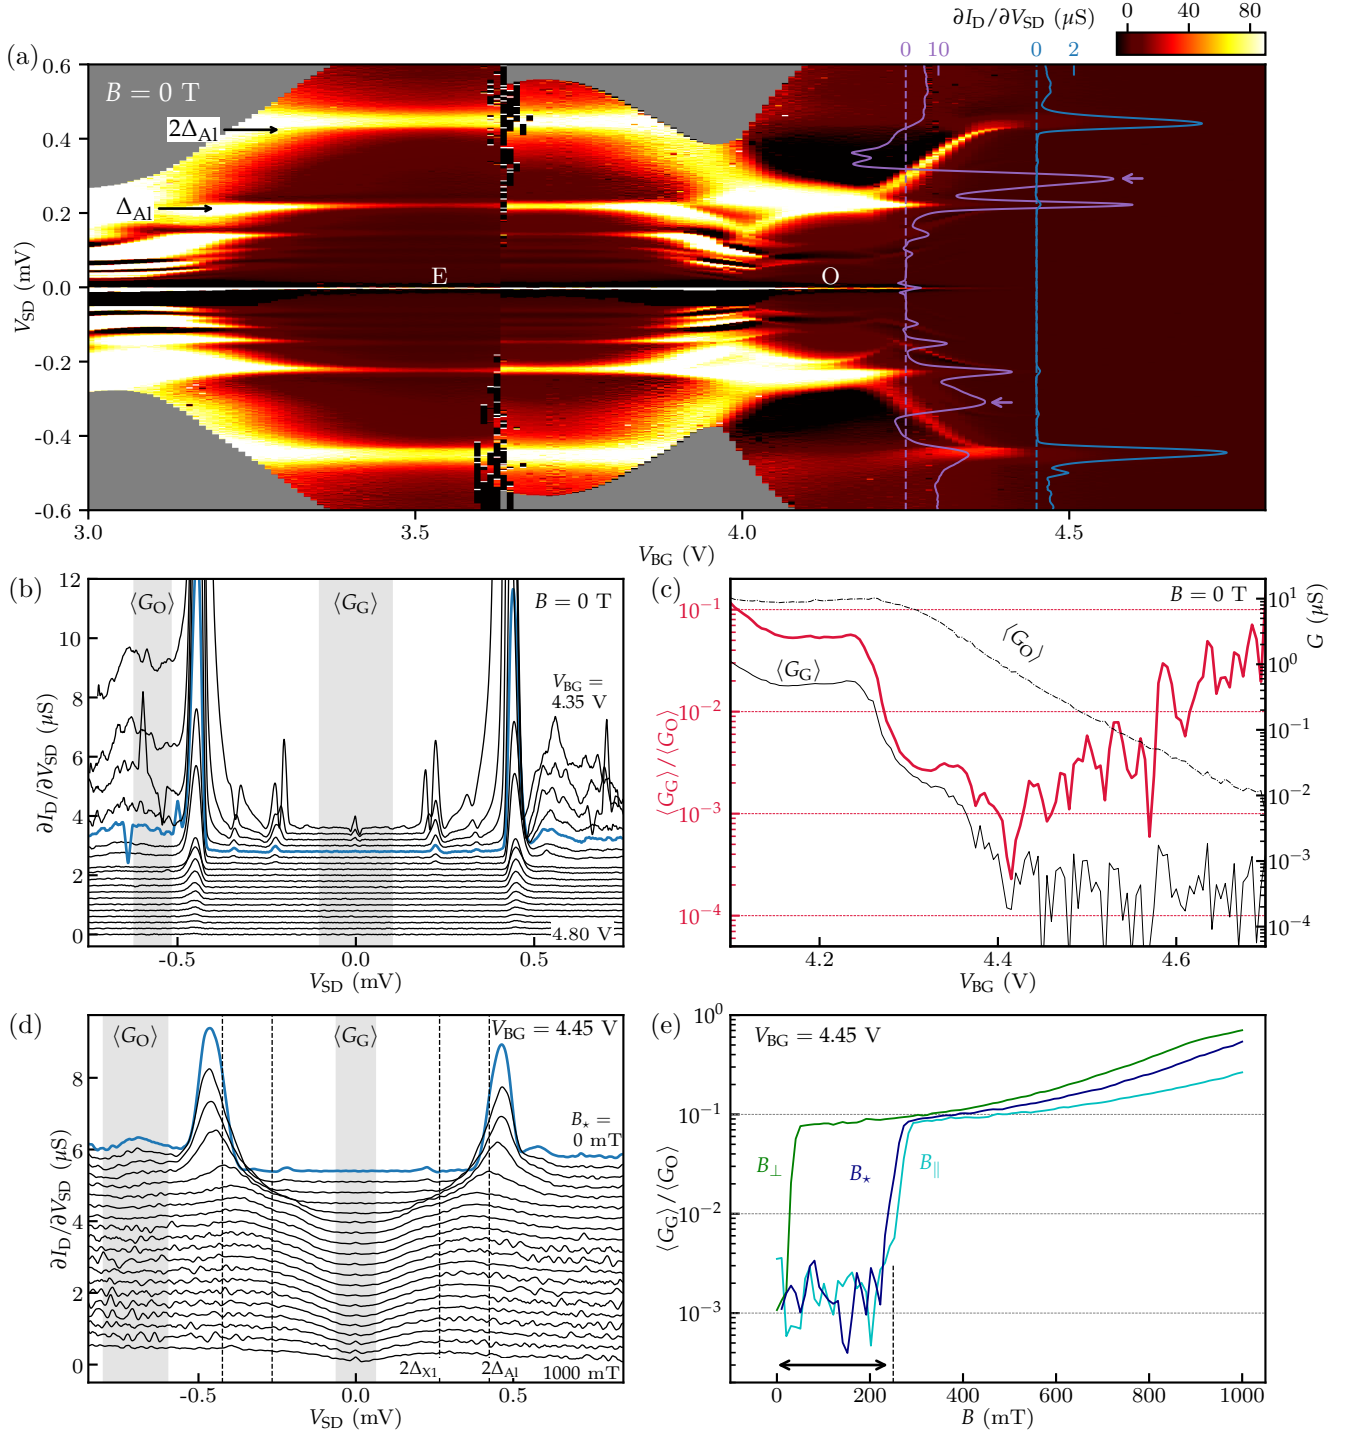 ∂I_D/∂V_SD (μS)
0 40 80
0 10 0 2
(a)
B = 0 T
2Δ_Al
Δ_Al
E
O
0.6
0.4
0.2
0.0
-0.2
-0.4
-0.6
V_SD (mV)
3.0 3.5 4.0 4.5
V_BG (V)
(b)
⟨G_O⟩ ⟨G_G⟩ B = 0 T
V_BG =
4.35 V
4.80 V
12
10
8
6
4
2
0
∂I_D/∂V_SD (μS)
-0.5 0.0 0.5
V_SD (mV)
(c)
B = 0 T
⟨G_O⟩
⟨G_G⟩
10⁻¹
10⁻²
10⁻³
10⁻⁴
⟨G_G⟩/⟨G_O⟩
10¹
10⁰
10⁻¹
10⁻²
10⁻³
10⁻⁴
G (μS)
4.2 4.4 4.6
V_BG (V)
(d)
⟨G_O⟩ ⟨G_G⟩ V_BG = 4.45 V
B⋆ =
0 mT
2Δ_X1 2Δ_Al 1000 mT
8
6
4
2
0
∂I_D/∂V_SD (μS)
-0.5 0.0 0.5
V_SD (mV)
(e)
V_BG = 4.45 V
B⊥ B⋆ B∥
10⁰
10⁻¹
10⁻²
10⁻³
⟨G_G⟩/⟨G_O⟩
0 200 400 600 800 1000
B (mT)